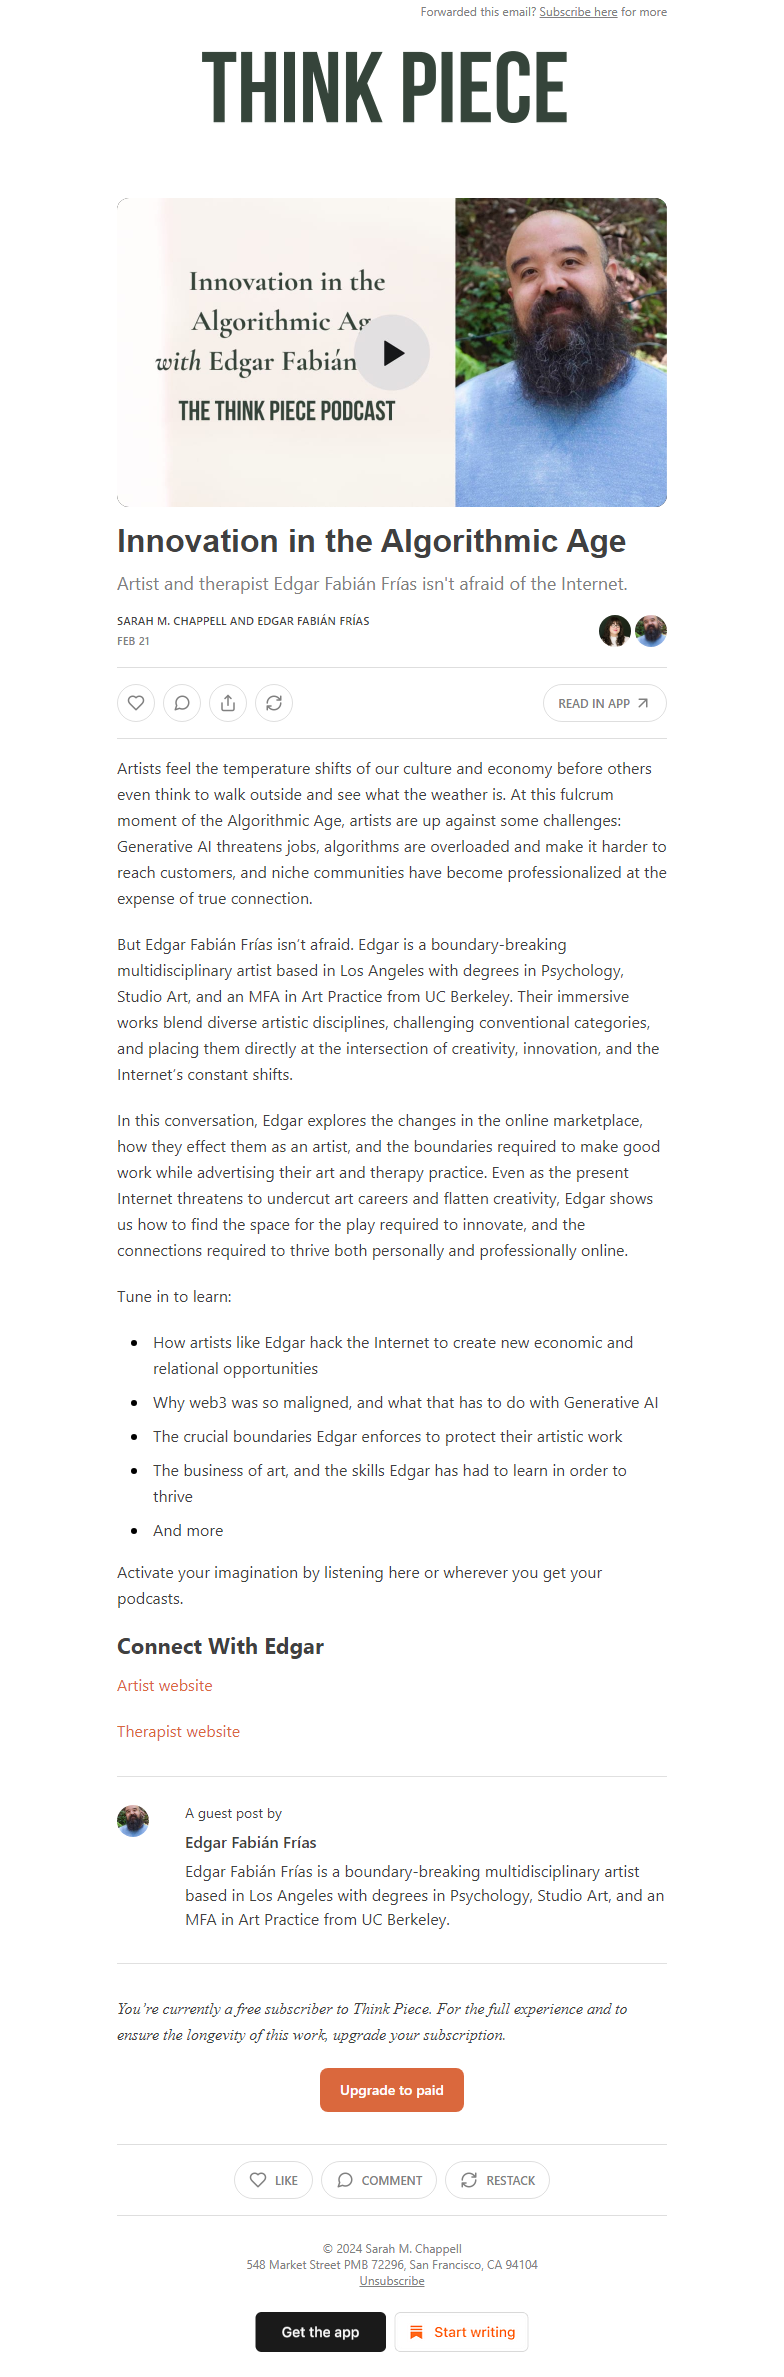 Forwarded this email? Subscribe here for more
THINK PIECE
Innovation in the
Algorithmic Ag
with Edgar Fabián
THE THINK PIECE PODCAST
Innovation in the Algorithmic Age
Artist and therapist Edgar Fabián Frías isn't afraid of the Internet.
SARAH M. CHAPPELL AND EDGAR FABIÁN FRÍAS
FEB 21
READ IN APP
Artists feel the temperature shifts of our culture and economy before others
even think to walk outside and see what the weather is. At this fulcrum
moment of the Algorithmic Age, artists are up against some challenges:
Generative AI threatens jobs, algorithms are overloaded and make it harder to
reach customers, and niche communities have become professionalized at the
expense of true connection.
But Edgar Fabián Frías isn’t afraid. Edgar is a boundary-breaking
multidisciplinary artist based in Los Angeles with degrees in Psychology,
Studio Art, and an MFA in Art Practice from UC Berkeley. Their immersive
works blend diverse artistic disciplines, challenging conventional categories,
and placing them directly at the intersection of creativity, innovation, and the
Internet’s constant shifts.
In this conversation, Edgar explores the changes in the online marketplace,
how they effect them as an artist, and the boundaries required to make good
work while advertising their art and therapy practice. Even as the present
Internet threatens to undercut art careers and flatten creativity, Edgar shows
us how to find the space for the play required to innovate, and the
connections required to thrive both personally and professionally online.
Tune in to learn:
• How artists like Edgar hack the Internet to create new economic and
relational opportunities
• Why web3 was so maligned, and what that has to do with Generative AI
• The crucial boundaries Edgar enforces to protect their artistic work
• The business of art, and the skills Edgar has had to learn in order to
thrive
• And more
Activate your imagination by listening here or wherever you get your
podcasts.
Connect With Edgar
Artist website
Therapist website
A guest post by
Edgar Fabián Frías
Edgar Fabián Frías is a boundary-breaking multidisciplinary artist
based in Los Angeles with degrees in Psychology, Studio Art, and an
MFA in Art Practice from UC Berkeley.
You’re currently a free subscriber to Think Piece. For the full experience and to
ensure the longevity of this work, upgrade your subscription.
Upgrade to paid
LIKE COMMENT RESTACK
© 2024 Sarah M. Chappell
548 Market Street PMB 72296, San Francisco, CA 94104
Unsubscribe
Get the app Start writing